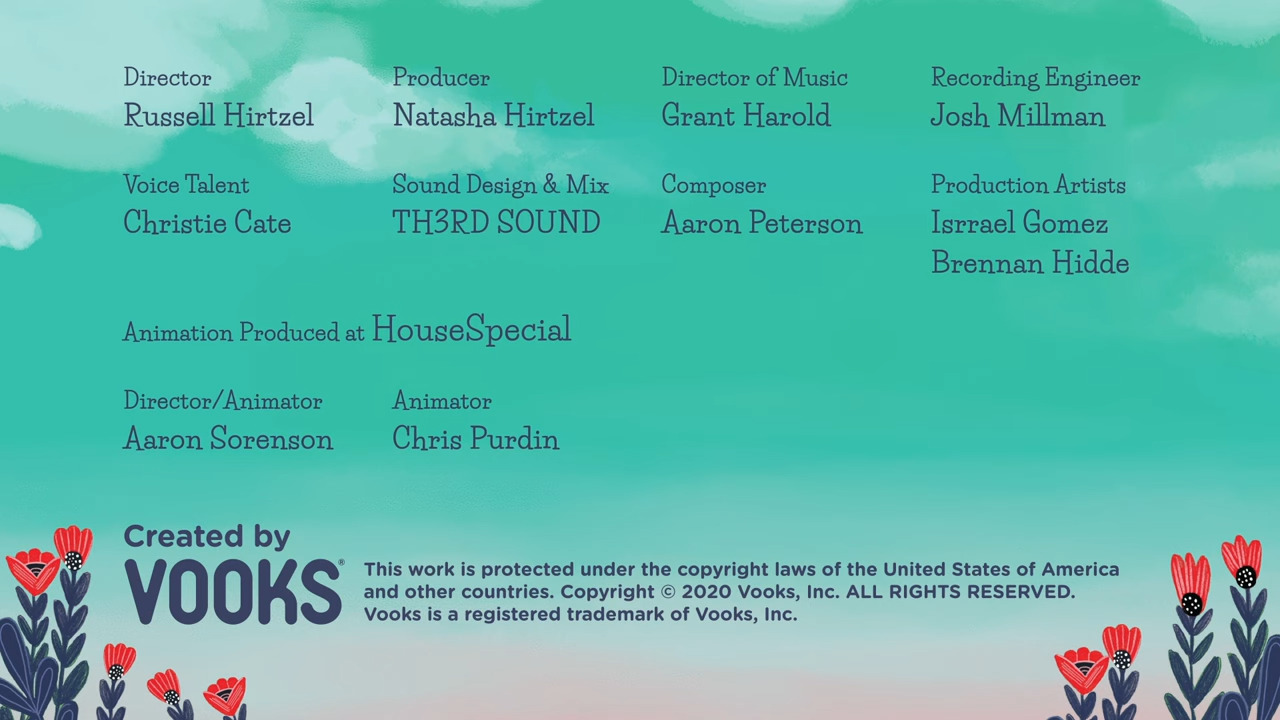 Director
Russell Hirtzel
Producer
Natasha Hirtzel
Director of Music
Grant Harold
Recording Engineer
Josh Millman
Voice Talent
Christie Cate
Sound Design & Mix
TH3RD SOUND
Composer
Aaron Peterson
Production Artists
Isrrael Gomez
Brennan Hidde
Animation Produced at HouseSpecial
Director/Animator
Aaron Sorenson
Animator
Chris Purdin
Created by
VOOKS®
This work is protected under the copyright laws of the United States of America
and other countries. Copyright © 2020 Vooks, Inc. ALL RIGHTS RESERVED.
Vooks is a registered trademark of Vooks, Inc.